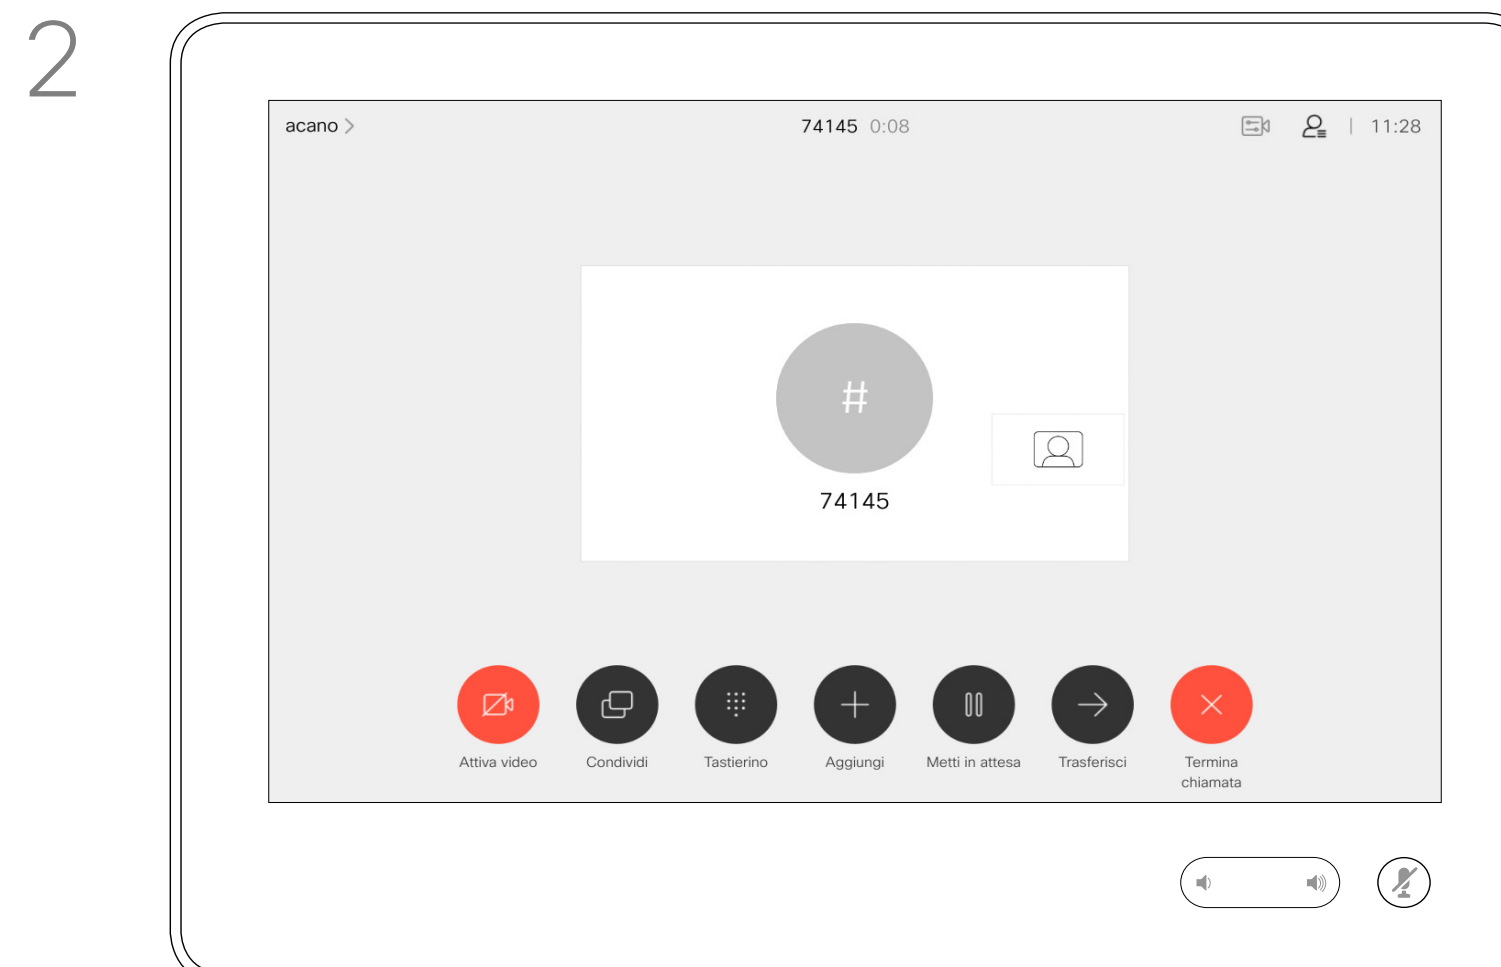 2
acano
74145 0:08
11:28
#
74145
Attiva video
Condividi
Tastierino
Aggiungi
Metti in attesa
Trasferisci
Termina
chiamata